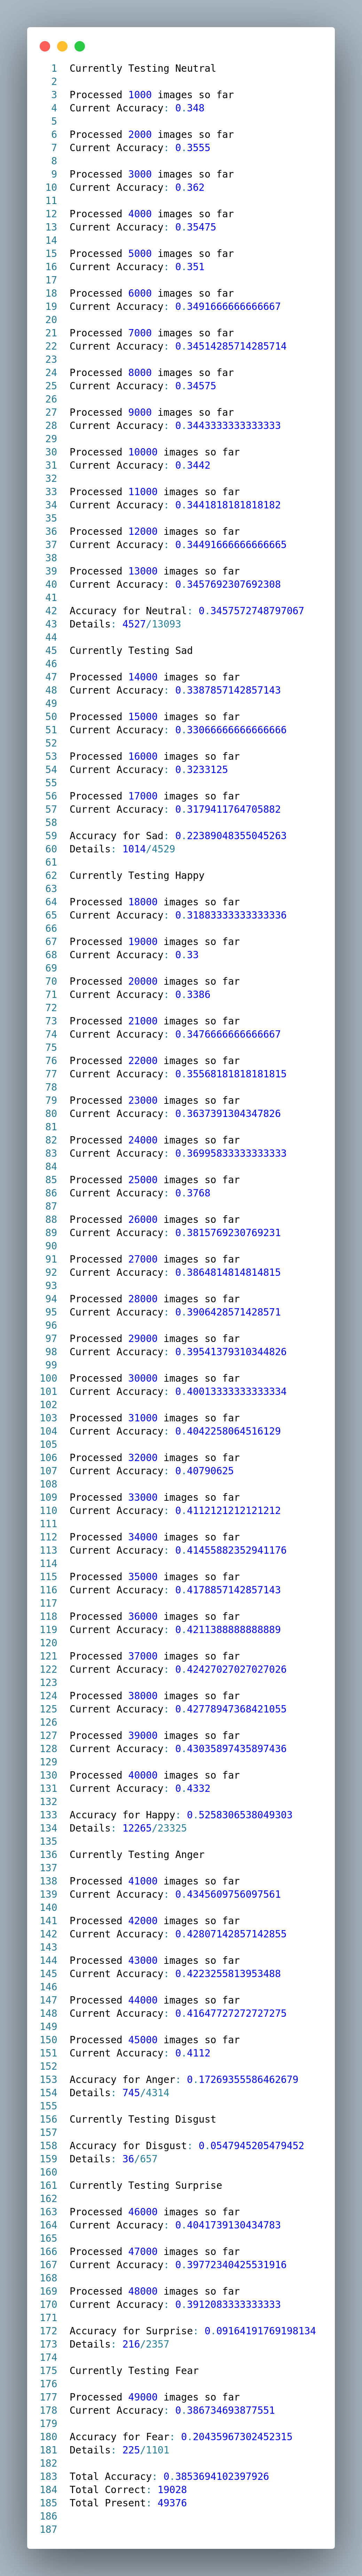 1 Currently Testing Neutral
2
3 Processed 1000 images so far
4 Current Accuracy: 0.348
5
6 Processed 2000 images so far
7 Current Accuracy: 0.3555
8
9 Processed 3000 images so far
10 Current Accuracy: 0.362
11
12 Processed 4000 images so far
13 Current Accuracy: 0.35475
14
15 Processed 5000 images so far
16 Current Accuracy: 0.351
17
18 Processed 6000 images so far
19 Current Accuracy: 0.3491666666666667
20
21 Processed 7000 images so far
22 Current Accuracy: 0.34514285714285714
23
24 Processed 8000 images so far
25 Current Accuracy: 0.34575
26
27 Processed 9000 images so far
28 Current Accuracy: 0.3443333333333333
29
30 Processed 10000 images so far
31 Current Accuracy: 0.3442
32
33 Processed 11000 images so far
34 Current Accuracy: 0.3441818181818182
35
36 Processed 12000 images so far
37 Current Accuracy: 0.34491666666666665
38
39 Processed 13000 images so far
40 Current Accuracy: 0.3457692307692308
41
42 Accuracy for Neutral: 0.3457572748797067
43 Details: 4527/13093
44
45 Currently Testing Sad
46
47 Processed 14000 images so far
48 Current Accuracy: 0.3387857142857143
49
50 Processed 15000 images so far
51 Current Accuracy: 0.33066666666666666
52
53 Processed 16000 images so far
54 Current Accuracy: 0.3233125
55
56 Processed 17000 images so far
57 Current Accuracy: 0.3179411764705882
58
59 Accuracy for Sad: 0.22389048355045263
60 Details: 1014/4529
61
62 Currently Testing Happy
63
64 Processed 18000 images so far
65 Current Accuracy: 0.31883333333333336
66
67 Processed 19000 images so far
68 Current Accuracy: 0.33
69
70 Processed 20000 images so far
71 Current Accuracy: 0.3386
72
73 Processed 21000 images so far
74 Current Accuracy: 0.3476666666666667
75
76 Processed 22000 images so far
77 Current Accuracy: 0.35568181818181815
78
79 Processed 23000 images so far
80 Current Accuracy: 0.3637391304347826
81
82 Processed 24000 images so far
83 Current Accuracy: 0.36995833333333333
84
85 Processed 25000 images so far
86 Current Accuracy: 0.3768
87
88 Processed 26000 images so far
89 Current Accuracy: 0.3815769230769231
90
91 Processed 27000 images so far
92 Current Accuracy: 0.3864814814814815
93
94 Processed 28000 images so far
95 Current Accuracy: 0.3906428571428571
96
97 Processed 29000 images so far
98 Current Accuracy: 0.39541379310344826
99
100 Processed 30000 images so far
101 Current Accuracy: 0.40013333333333334
102
103 Processed 31000 images so far
104 Current Accuracy: 0.4042258064516129
105
106 Processed 32000 images so far
107 Current Accuracy: 0.40790625
108
109 Processed 33000 images so far
110 Current Accuracy: 0.4112121212121212
111
112 Processed 34000 images so far
113 Current Accuracy: 0.41455882352941176
114
115 Processed 35000 images so far
116 Current Accuracy: 0.4178857142857143
117
118 Processed 36000 images so far
119 Current Accuracy: 0.4211388888888889
120
121 Processed 37000 images so far
122 Current Accuracy: 0.42427027027027026
123
124 Processed 38000 images so far
125 Current Accuracy: 0.42778947368421055
126
127 Processed 39000 images so far
128 Current Accuracy: 0.43035897435897436
129
130 Processed 40000 images so far
131 Current Accuracy: 0.4332
132
133 Accuracy for Happy: 0.5258306538049303
134 Details: 12265/23325
135
136 Currently Testing Anger
137
138 Processed 41000 images so far
139 Current Accuracy: 0.4345609756097561
140
141 Processed 42000 images so far
142 Current Accuracy: 0.42807142857142855
143
144 Processed 43000 images so far
145 Current Accuracy: 0.4223255813953488
146
147 Processed 44000 images so far
148 Current Accuracy: 0.41647727272727275
149
150 Processed 45000 images so far
151 Current Accuracy: 0.4112
152
153 Accuracy for Anger: 0.17269355586462679
154 Details: 745/4314
155
156 Currently Testing Disgust
157
158 Accuracy for Disgust: 0.0547945205479452
159 Details: 36/657
160
161 Currently Testing Surprise
162
163 Processed 46000 images so far
164 Current Accuracy: 0.4041739130434783
165
166 Processed 47000 images so far
167 Current Accuracy: 0.39772340425531916
168
169 Processed 48000 images so far
170 Current Accuracy: 0.3912083333333333
171
172 Accuracy for Surprise: 0.09164191769198134
173 Details: 216/2357
174
175 Currently Testing Fear
176
177 Processed 49000 images so far
178 Current Accuracy: 0.386734693877551
179
180 Accuracy for Fear: 0.20435967302452315
181 Details: 225/1101
182
183 Total Accuracy: 0.3853694102397926
184 Total Correct: 19028
185 Total Present: 49376
186
187